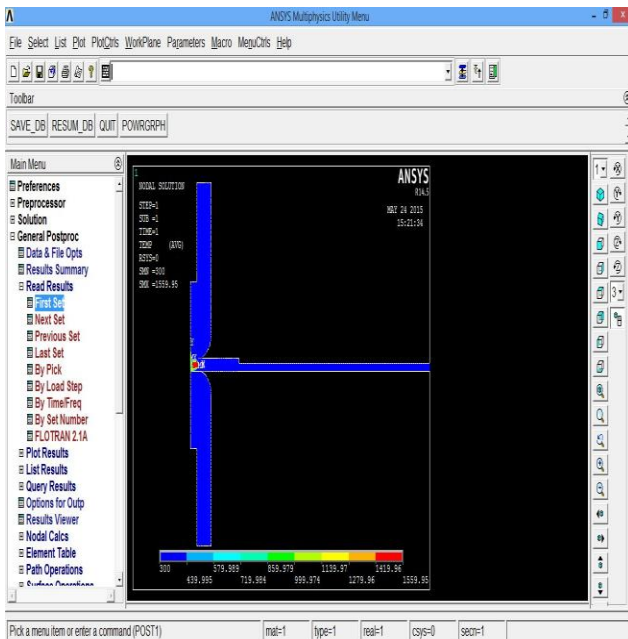 ANSYS Multiphysics Utility Menu
File Select List Plot PlotCtrls WorkPlane Parameters Macro MenuCtrls Help
Toolbar
SAVE_DB RESUM_DB QUIT POWRGRPH
Main Menu
Preferences
Preprocessor
Solution
General Postproc
Data & File Opts
Results Summary
Read Results
First Set
Next Set
Previous Set
Last Set
By Pick
By Load Step
By Time/Freq
By Set Number
FLOTRAN 2.1A
Plot Results
List Results
Query Results
Options for Outp
Results Viewer
Nodal Calcs
Element Table
Path Operations
Surface Operations
1
NODAL SOLUTION
STEP=1
SUB =1
TIME=1
TEMP (AVG)
RSYS=0
SMN =300
SMX =1559.95
ANSYS
R14.5
MAY 24 2015
15:21:34
MX
300 579.989 859.979 1139.97 1419.96
439.995 719.984 999.974 1279.96 1559.95
1
3
Pick a menu item or enter a command (POST1) mat=1 type=1 real=1 csys=0 secn=1